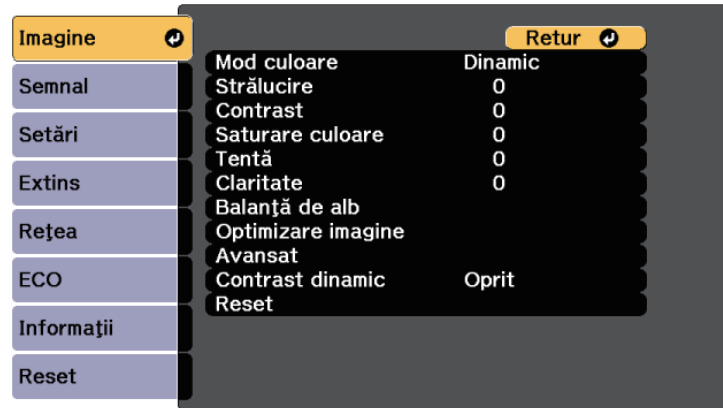 Imagine
Semnal
Setări
Extins
Reţea
ECO
Informaţii
Reset
Retur
Mod culoare Dinamic
Strălucire 0
Contrast 0
Saturare culoare 0
Tentă 0
Claritate 0
Balanţă de alb
Optimizare imagine
Avansat
Contrast dinamic Oprit
Reset